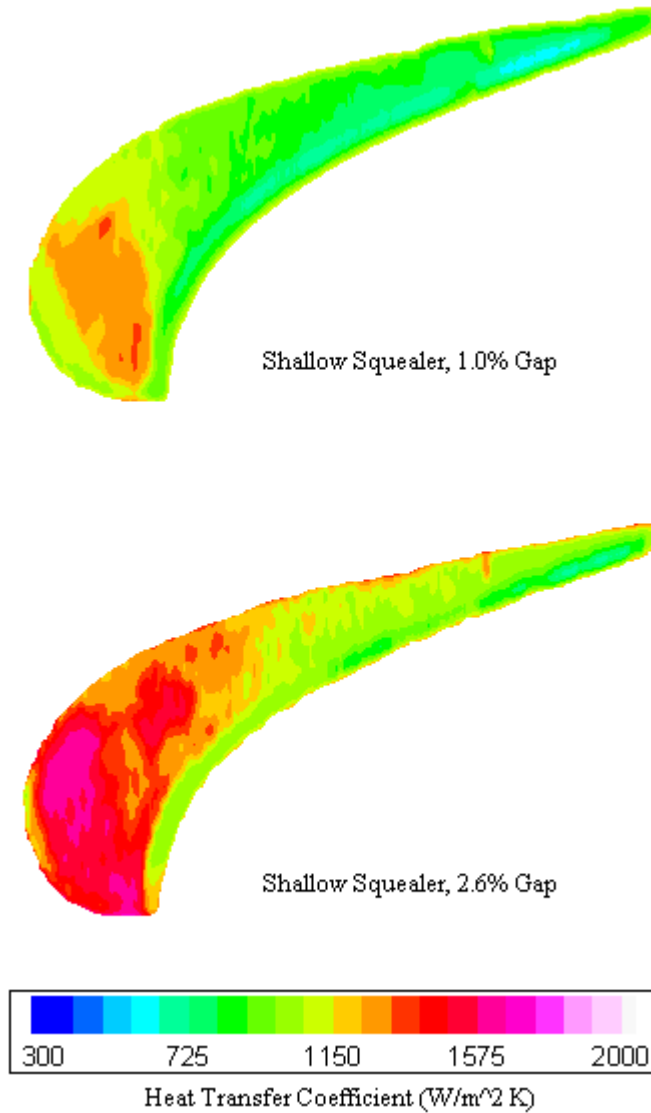 Shallow Squealer, 1.0% Gap
Shallow Squealer, 2.6% Gap
300 725 1150 1575 2000
Heat Transfer Coefficient (W/m^2 K)